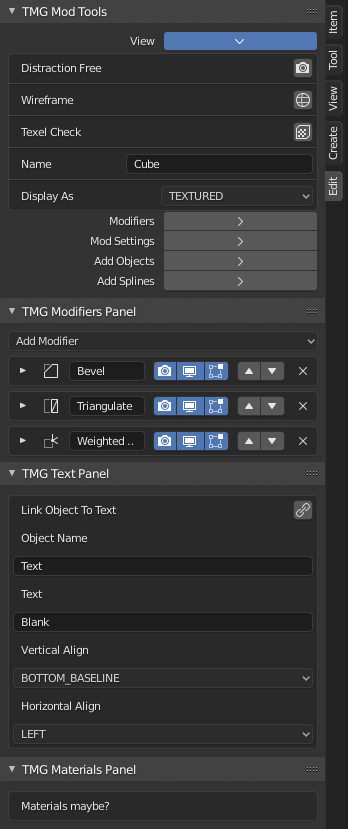 TMG Mod Tools
View
Distraction Free
Wireframe
Texel Check
Name Cube
Display As TEXTURED
Modifiers
Mod Settings
Add Objects
Add Splines
TMG Modifiers Panel
Add Modifier
Bevel
Triangulate
Weighted ..
TMG Text Panel
Link Object To Text
Object Name
Text
Text
Blank
Vertical Align
BOTTOM_BASELINE
Horizontal Align
LEFT
TMG Materials Panel
Materials maybe?
Item
Tool
View
Create
Edit